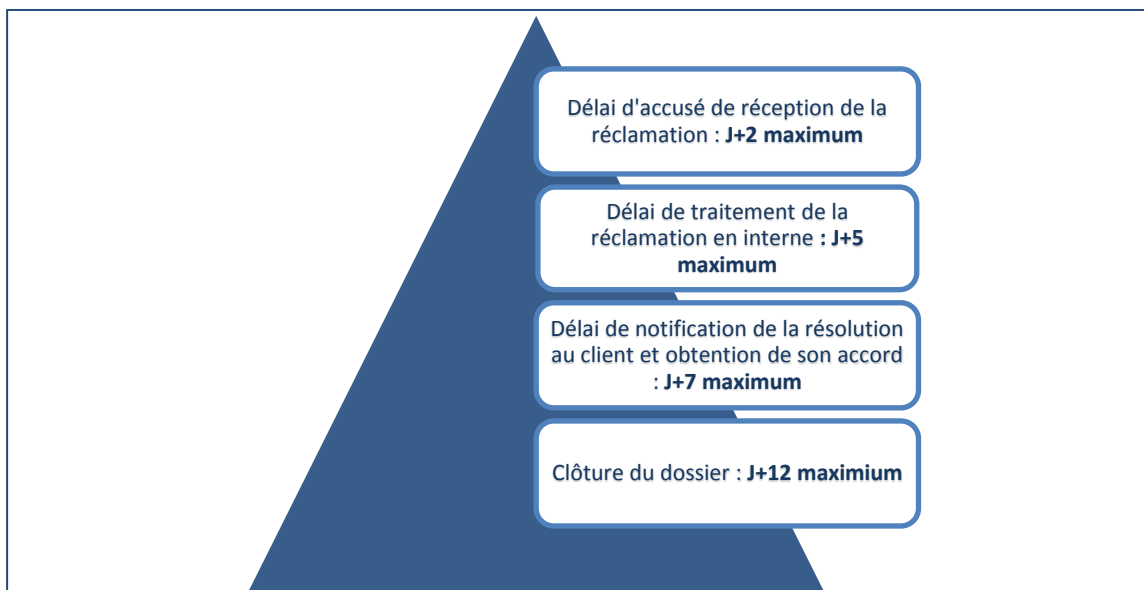 Délai d'accusé de réception de la
réclamation : J+2 maximum
Délai de traitement de la
réclamation en interne : J+5
maximum
Délai de notification de la résolution
au client et obtention de son accord
: J+7 maximum
Clôture du dossier : J+12 maximium